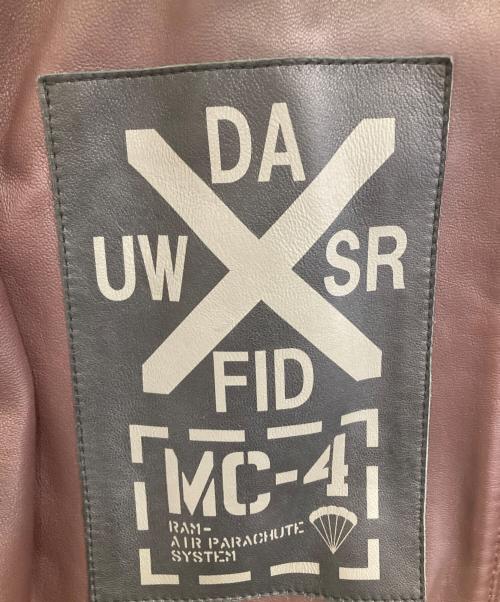 DA
UW SR
FID
MC-4
RAM-
AIR PARACHUTE
SYSTEM